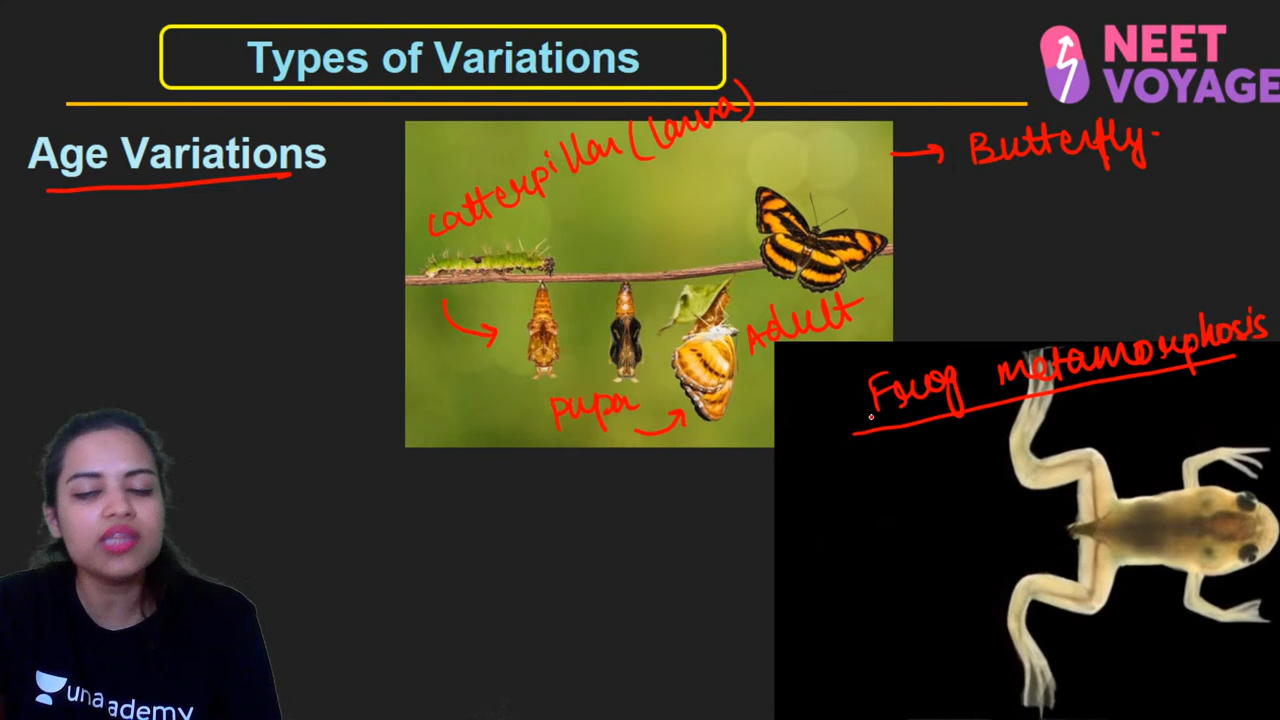 Types of Variations
NEET
VOYAGE
Age Variations
Catterpillar (larva)
Butterfly.
Adult
Pupa
Frog metamorphosis
unacademy